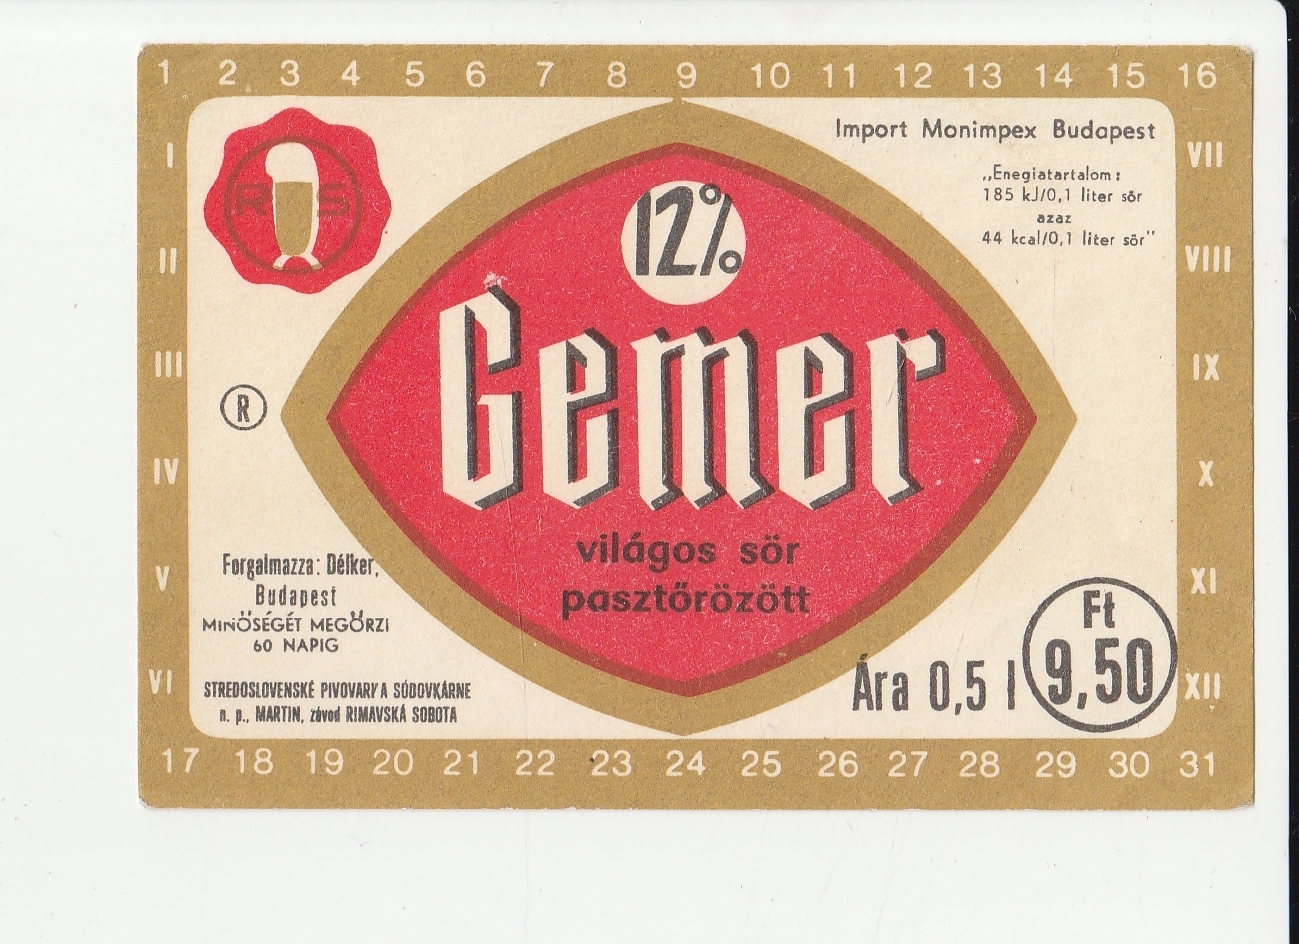 1 2 3 4 5 6 7 8 9 10 11 12 13 14 15 16
I
II
III
IV
V
VI
VII
VIII
IX
X
XI
XII
R S
Import Monimpex Budapest
„Enegiatartalom:
185 kJ/0,1 liter sör
azaz
44 kcal/0,1 liter sör"
12%
Gemer
világos sör
pasztőrözött
R
Forgalmazza: Délker,
Budapest
MINŐSÉGÉT MEGŐRZI
60 NAPIG
STREDOSLOVENSKÉ PIVOVARY A SÓDOVKÁRNE
n. p., MARTIN, závod RIMAVSKÁ SOBOTA
Ára 0,5 l
Ft
9,50
17 18 19 20 21 22 23 24 25 26 27 28 29 30 31